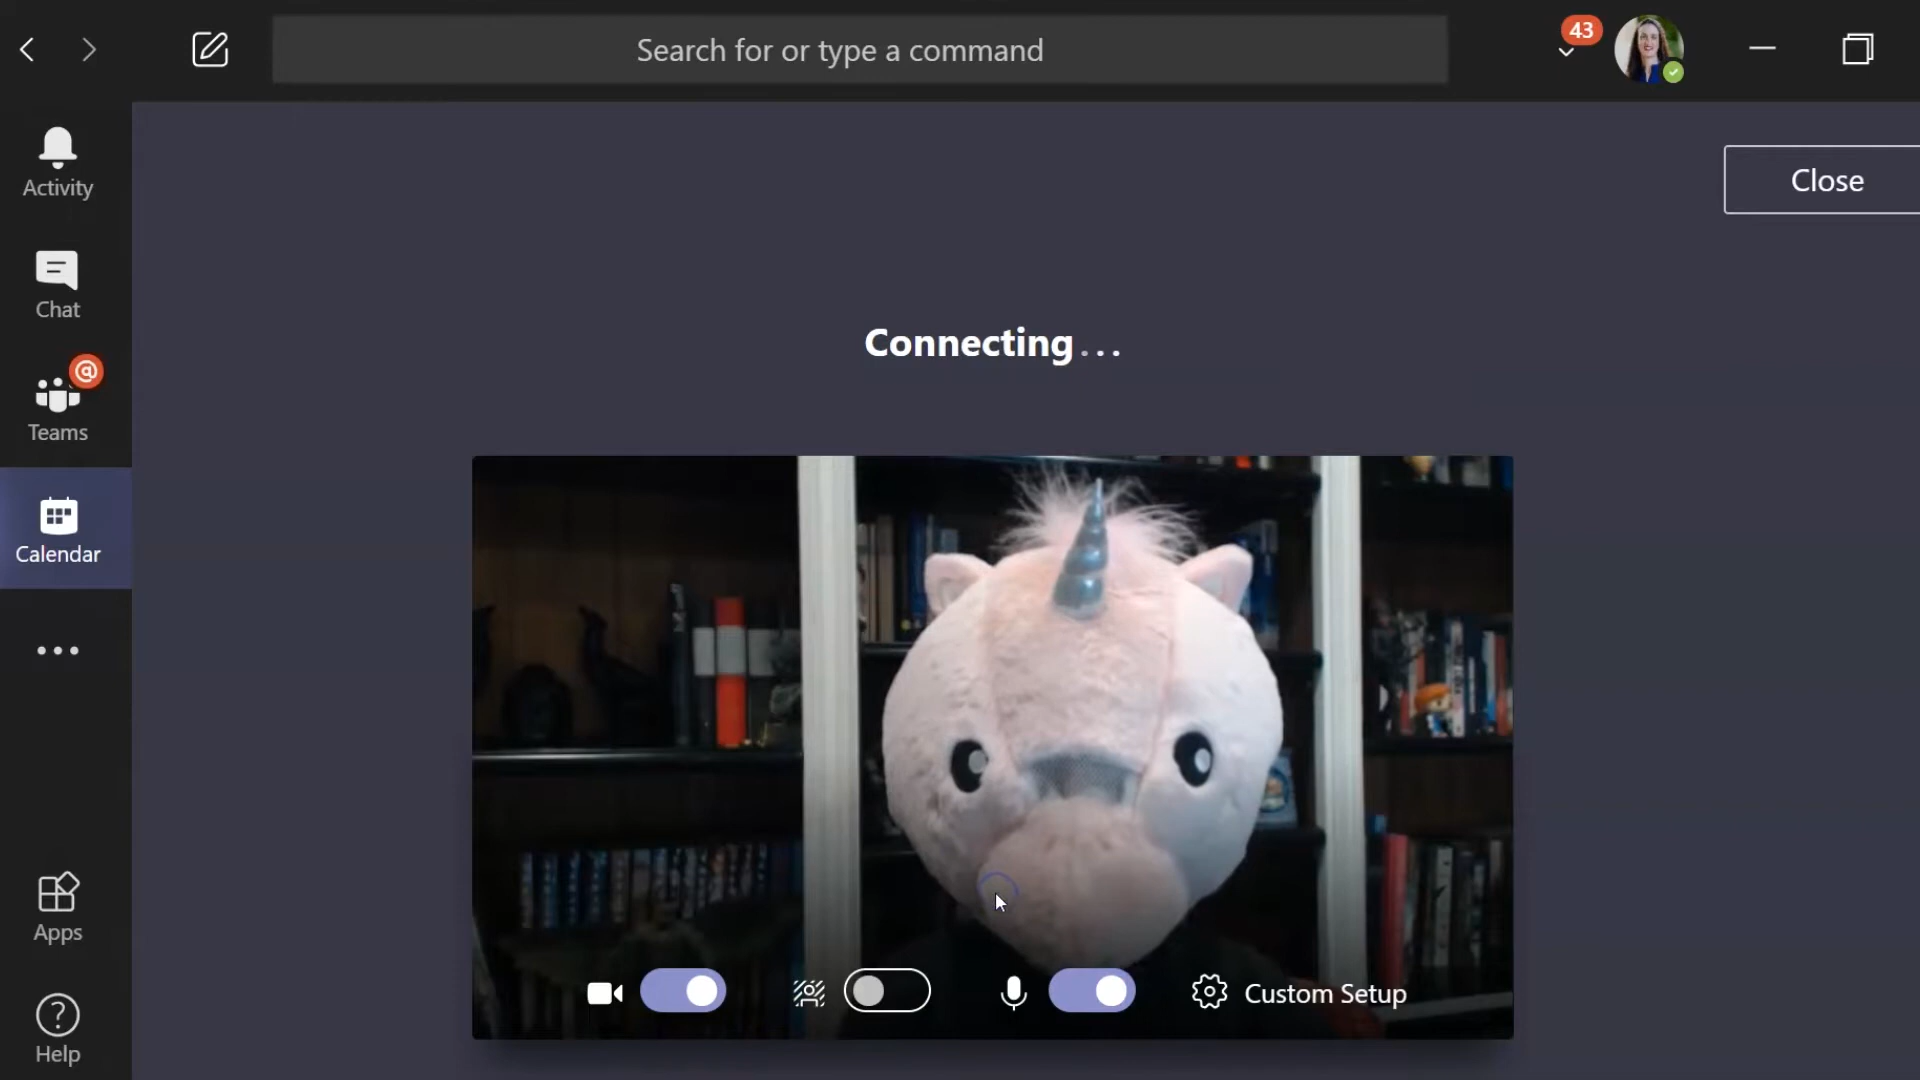 Search for or type a command
43
Activity
Close
Chat
Connecting...
@
Teams
Calendar
Apps
Custom Setup
?
Help